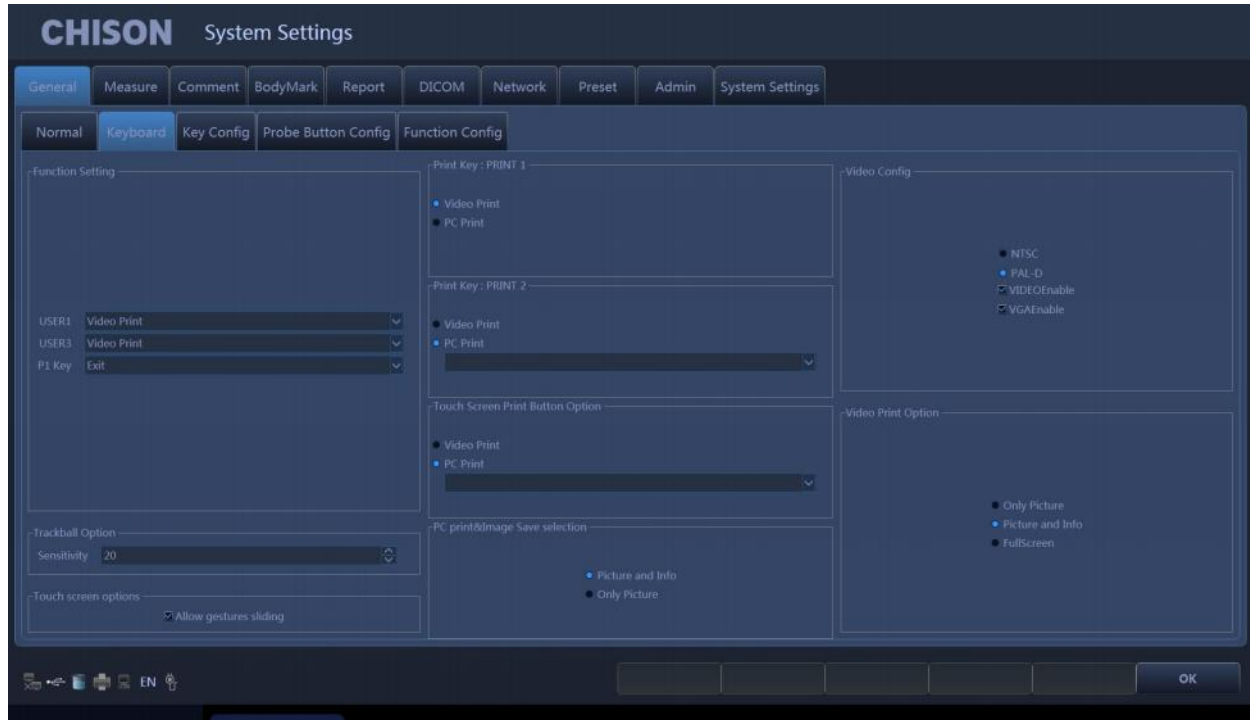 CHISON System Settings
General Measure Comment BodyMark Report DICOM Network Preset Admin System Settings
Normal Keyboard Key Config Probe Button Config Function Config
Function Setting
USER1 Video Print
USER3 Video Print
P1 Key Exit
Trackball Option
Sensitivity 20
Touch screen options
Allow gestures sliding
Print Key : PRINT 1
Video Print
PC Print
Print Key : PRINT 2
Video Print
PC Print
Touch Screen Print Button Option
Video Print
PC Print
PC print&Image Save selection
Picture and Info
Only Picture
Video Config
NTSC
PAL-D
VIDEOEnable
VGAEnable
Video Print Option
Only Picture
Picture and Info
FullScreen
EN
OK